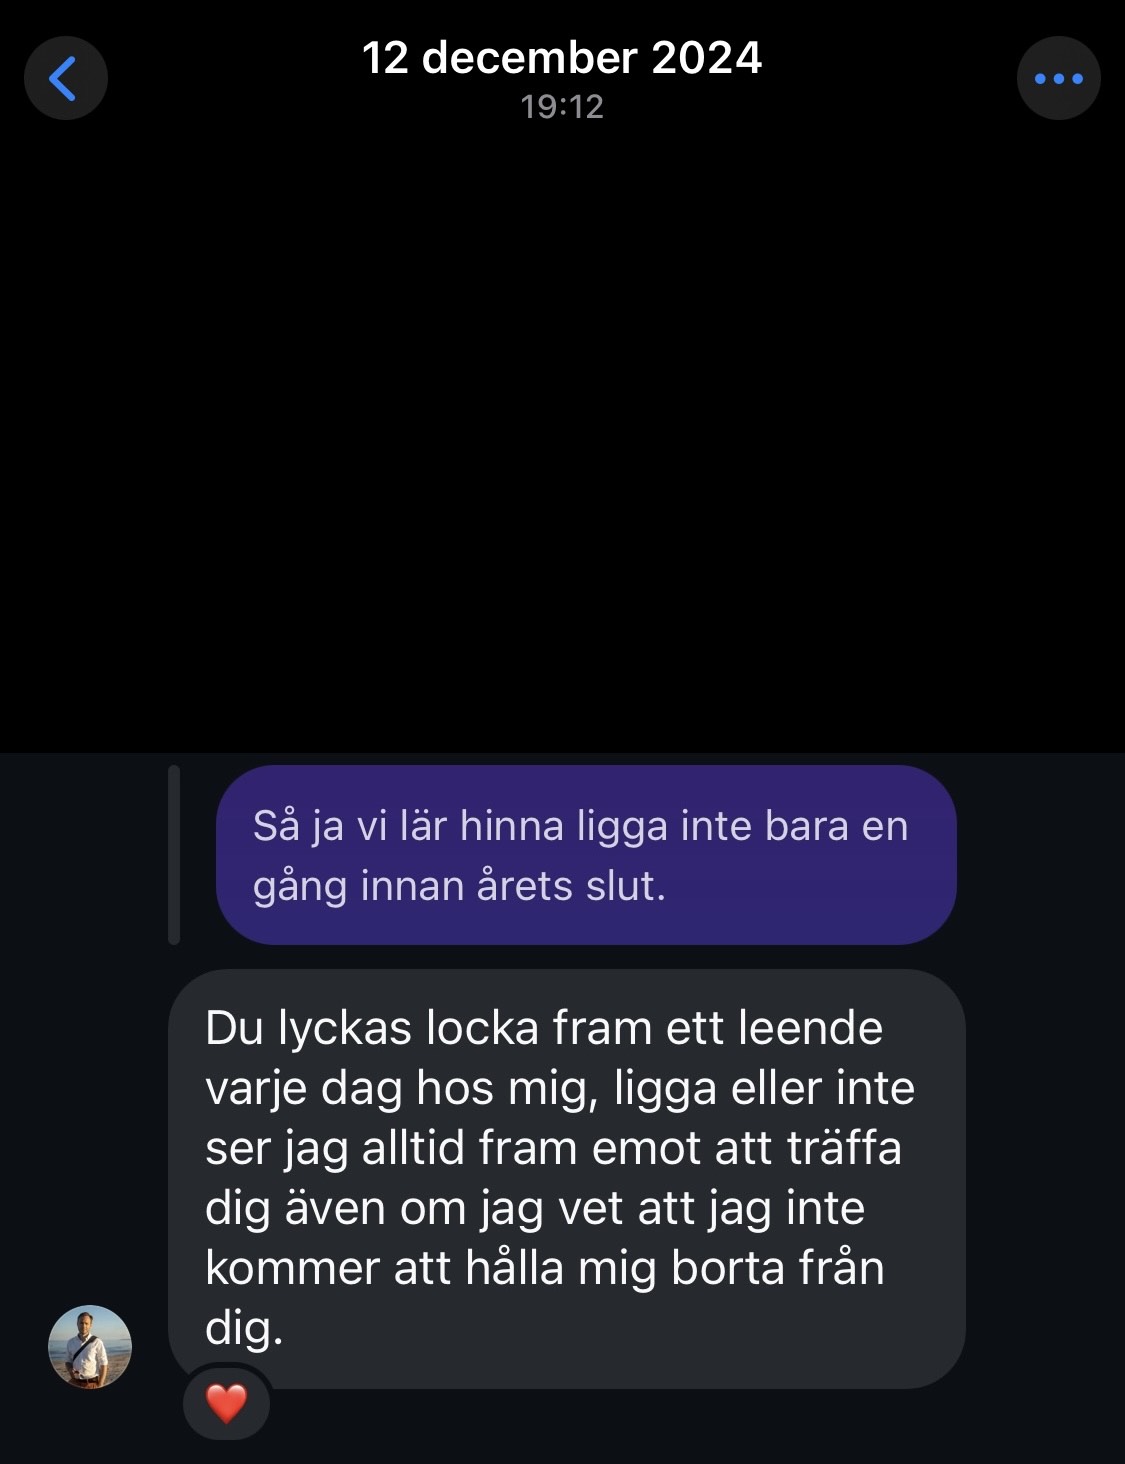 12 december 2024
19:12
Så ja vi lär hinna ligga inte bara en
gång innan årets slut.
Du lyckas locka fram ett leende
varje dag hos mig, ligga eller inte
ser jag alltid fram emot att träffa
dig även om jag vet att jag inte
kommer att hålla mig borta från
dig.